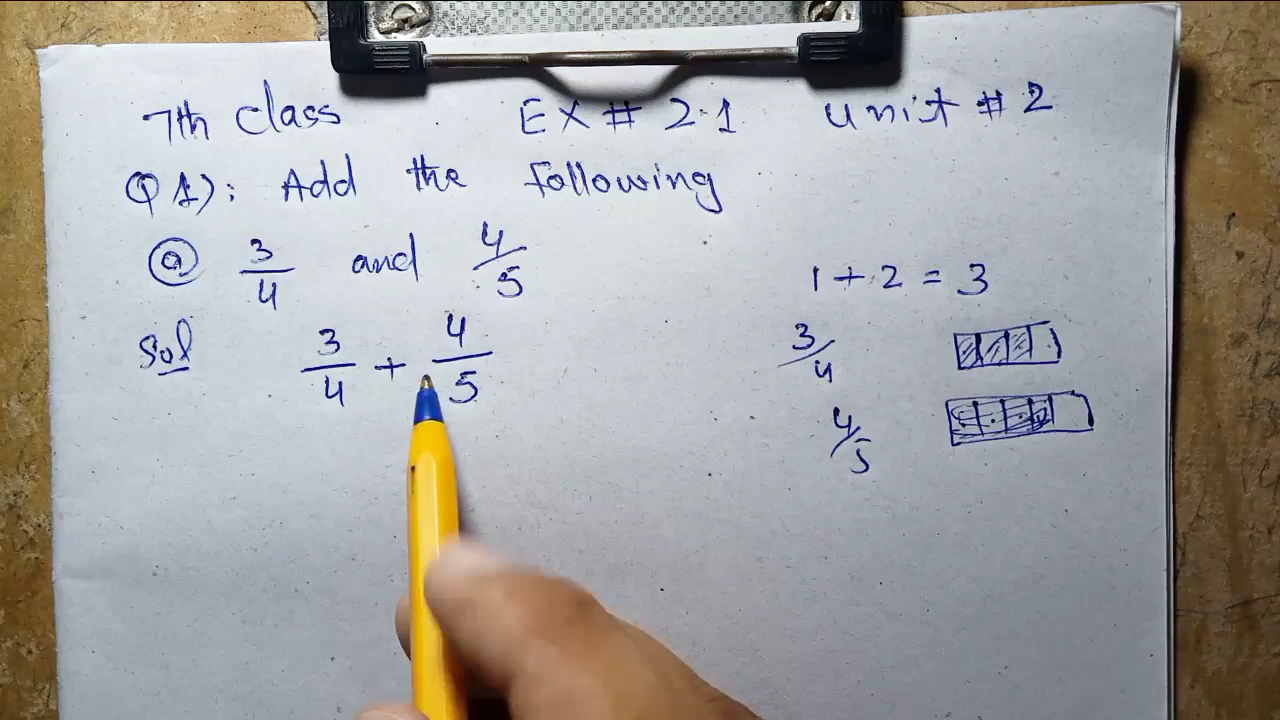 7th class Ex # 2.1 Unit # 2
Q 1): Add the following
ⓐ 3/4 and 4/5
Sol 3/4 + 4/5
1 + 2 = 3
3/4
4/5